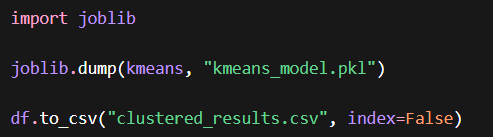 import joblib
joblib.dump(kmeans, "kmeans_model.pkl")
df.to_csv("clustered_results.csv", index=False)